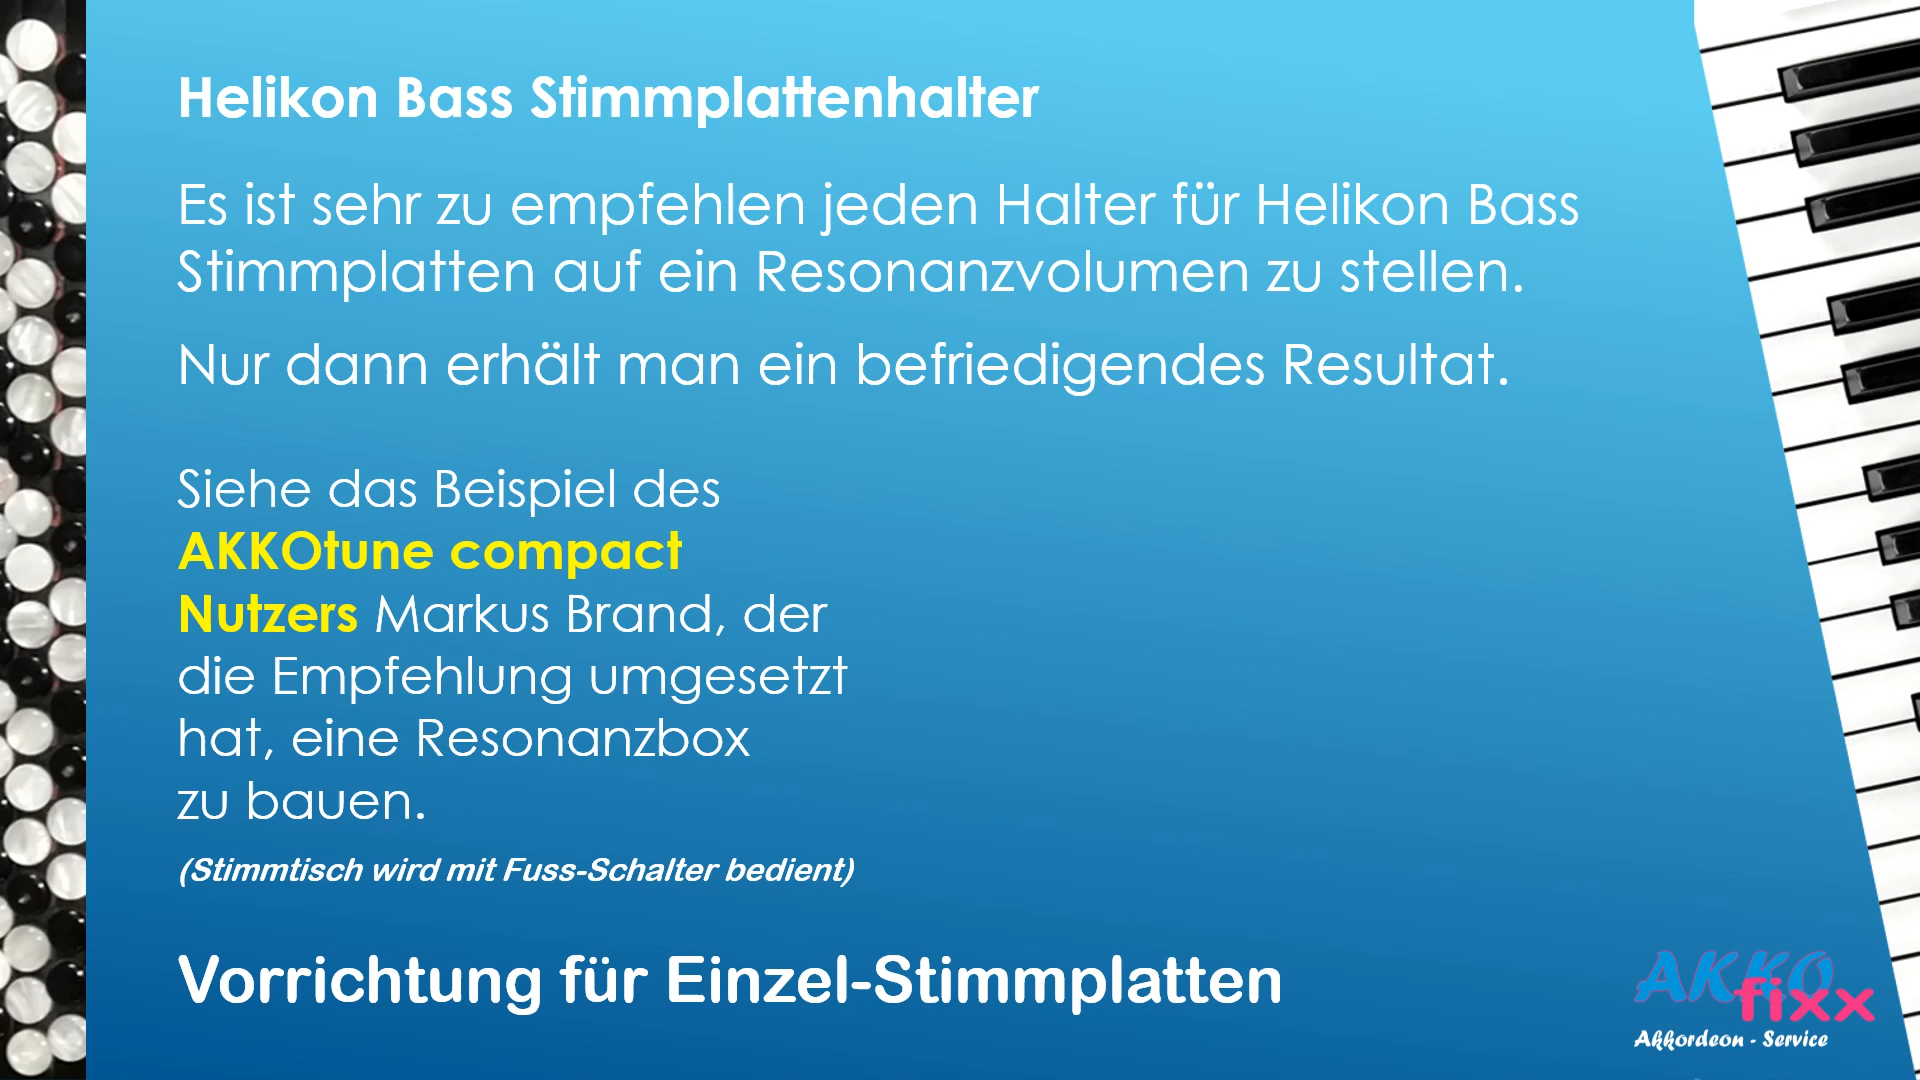 Helikon Bass Stimmplattenhalter
Es ist sehr zu empfehlen jeden Halter für Helikon Bass
Stimmplatten auf ein Resonanzvolumen zu stellen.
Nur dann erhält man ein befriedigendes Resultat.
Siehe das Beispiel des
AKKOtune compact
Nutzers Markus Brand, der
die Empfehlung umgesetzt
hat, eine Resonanzbox
zu bauen.
(Stimmtisch wird mit Fuss-Schalter bedient)
Vorrichtung für Einzel-Stimmplatten
AKKO
fixx
Akkordeon - Service